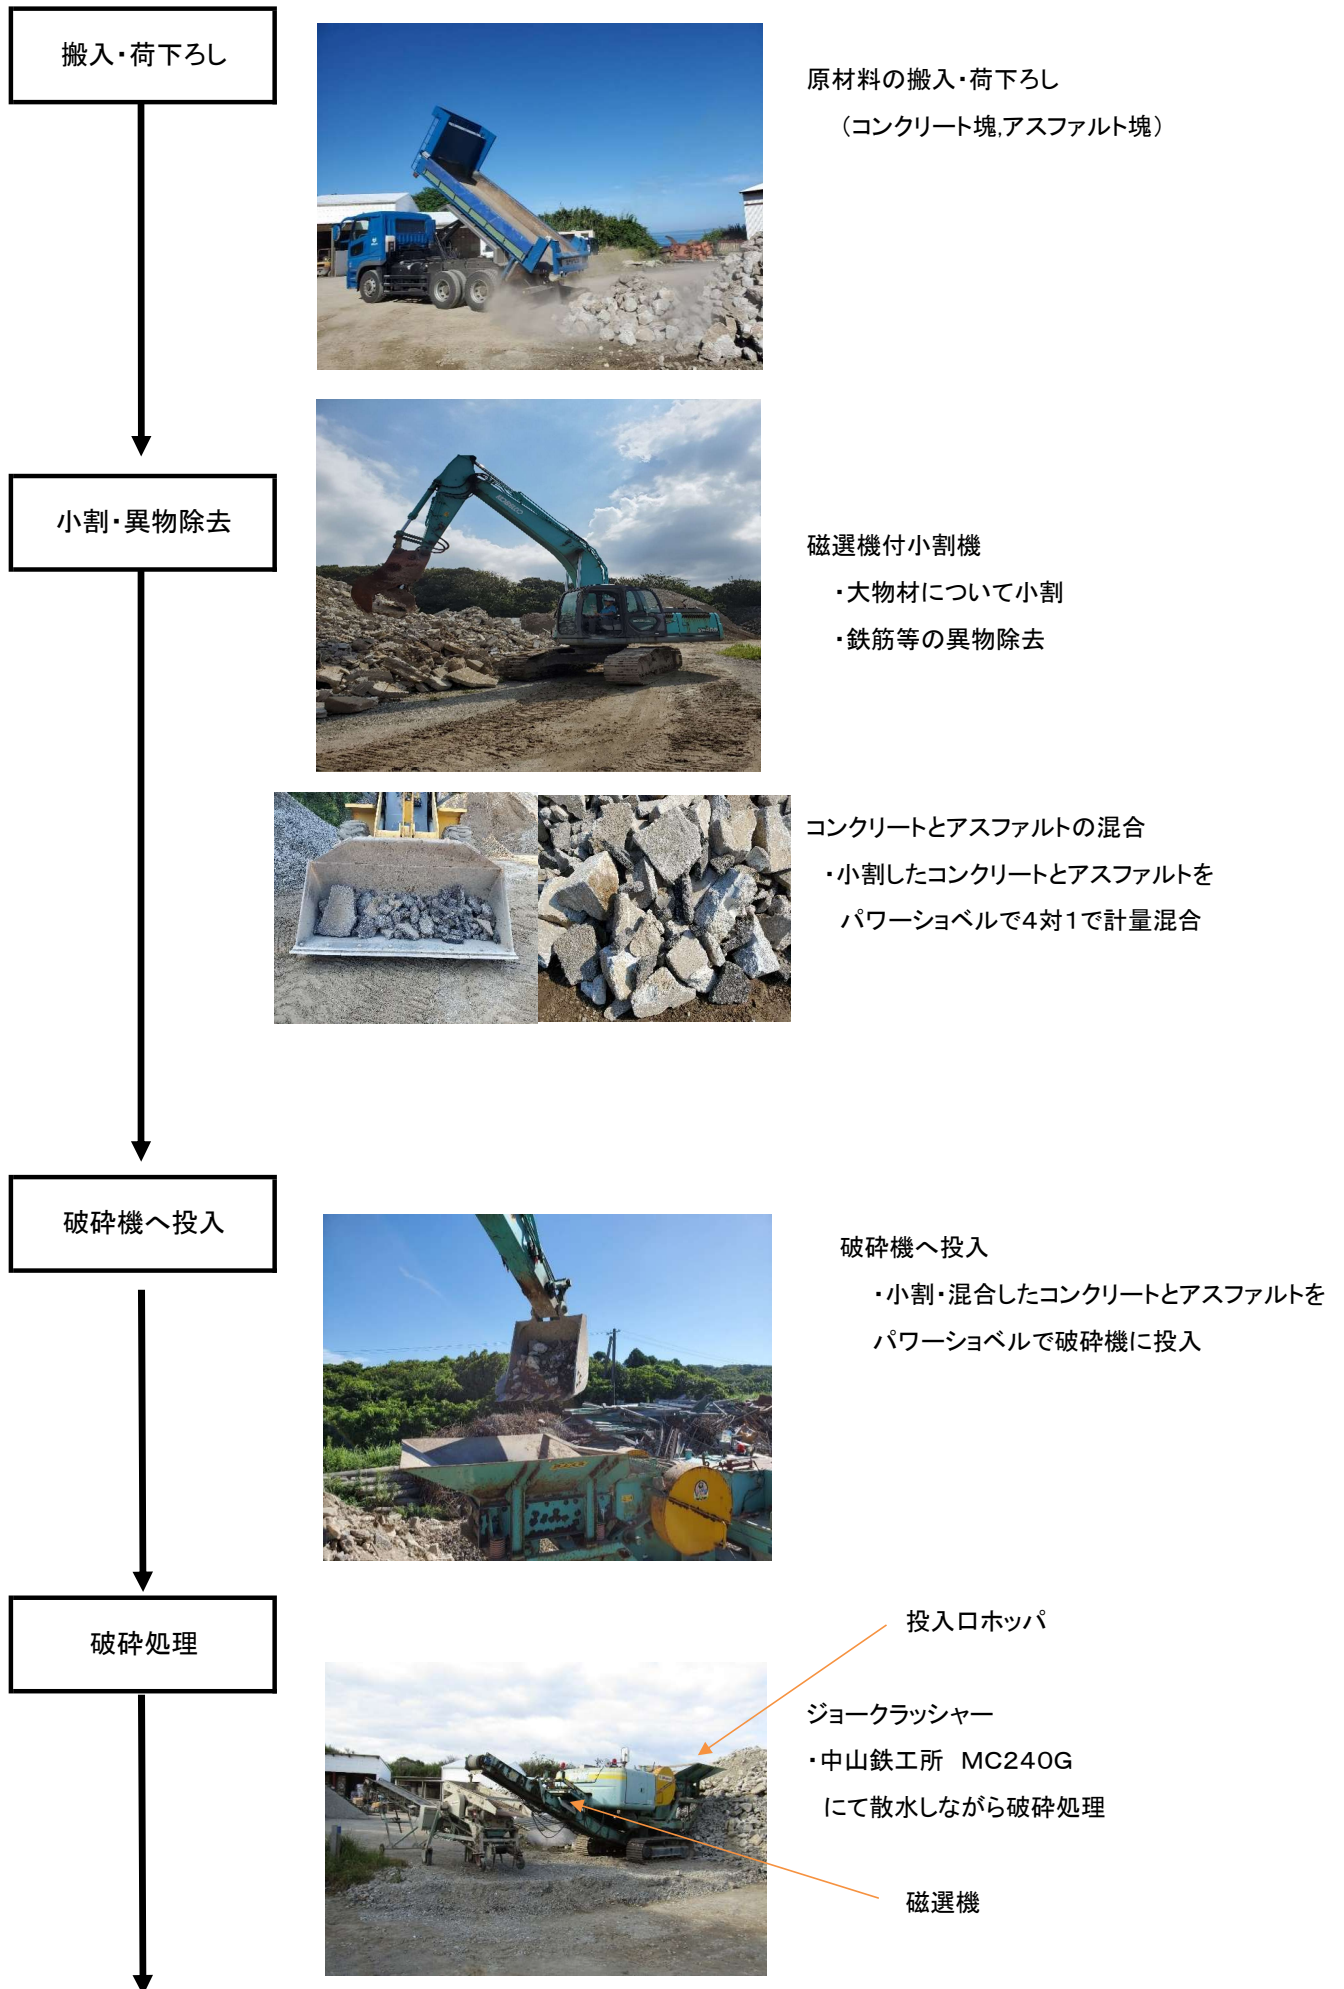 搬入・荷下ろし
原材料の搬入・荷下ろし
（コンクリート塊,アスファルト塊）
小割・異物除去
磁選機付小割機
・大物材について小割
・鉄筋等の異物除去
コンクリートとアスファルトの混合
・小割したコンクリートとアスファルトを
パワーショベルで４対１で計量混合
破砕機へ投入
破砕機へ投入
・小割・混合したコンクリートとアスファルトを
パワーショベルで破砕機に投入
破砕処理
投入口ホッパ
ジョークラッシャー
・中山鉄工所　ＭＣ２４０Ｇ
にて散水しながら破砕処理
磁選機
KOBELCO